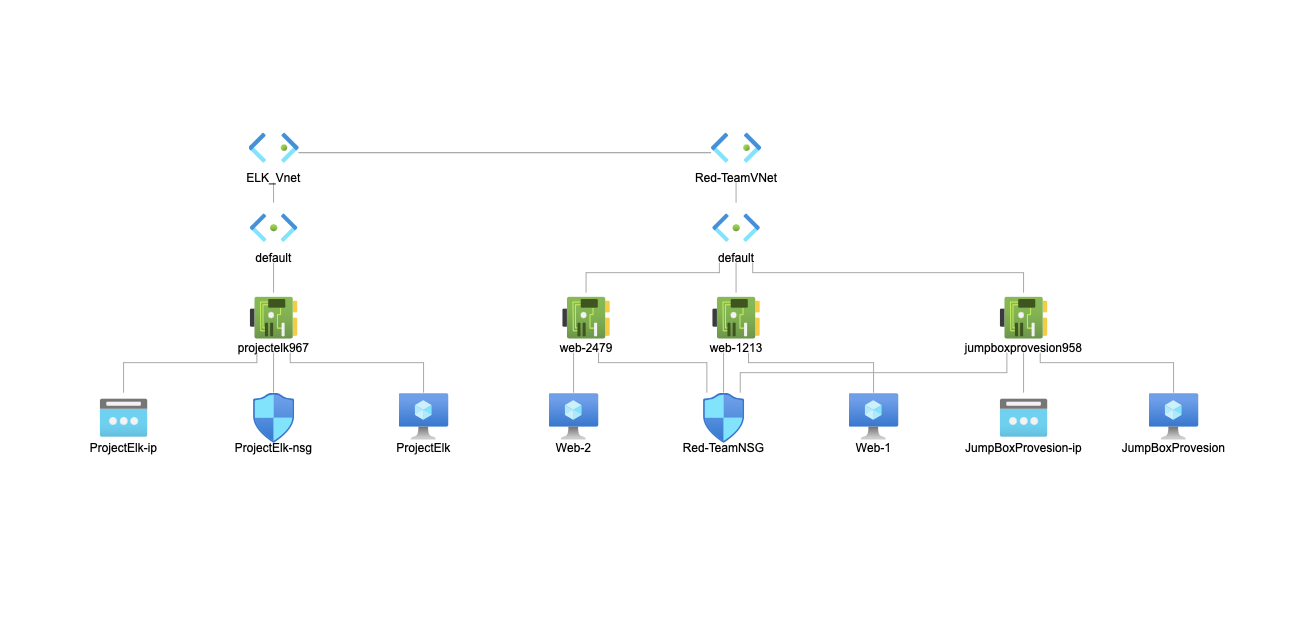 ELK_Vnet
Red-TeamVNet
default
default
projectelk967
web-2479
web-1213
jumpboxprovesion958
ProjectElk-ip
ProjectElk-nsg
ProjectElk
Web-2
Red-TeamNSG
Web-1
JumpBoxProvesion-ip
JumpBoxProvesion